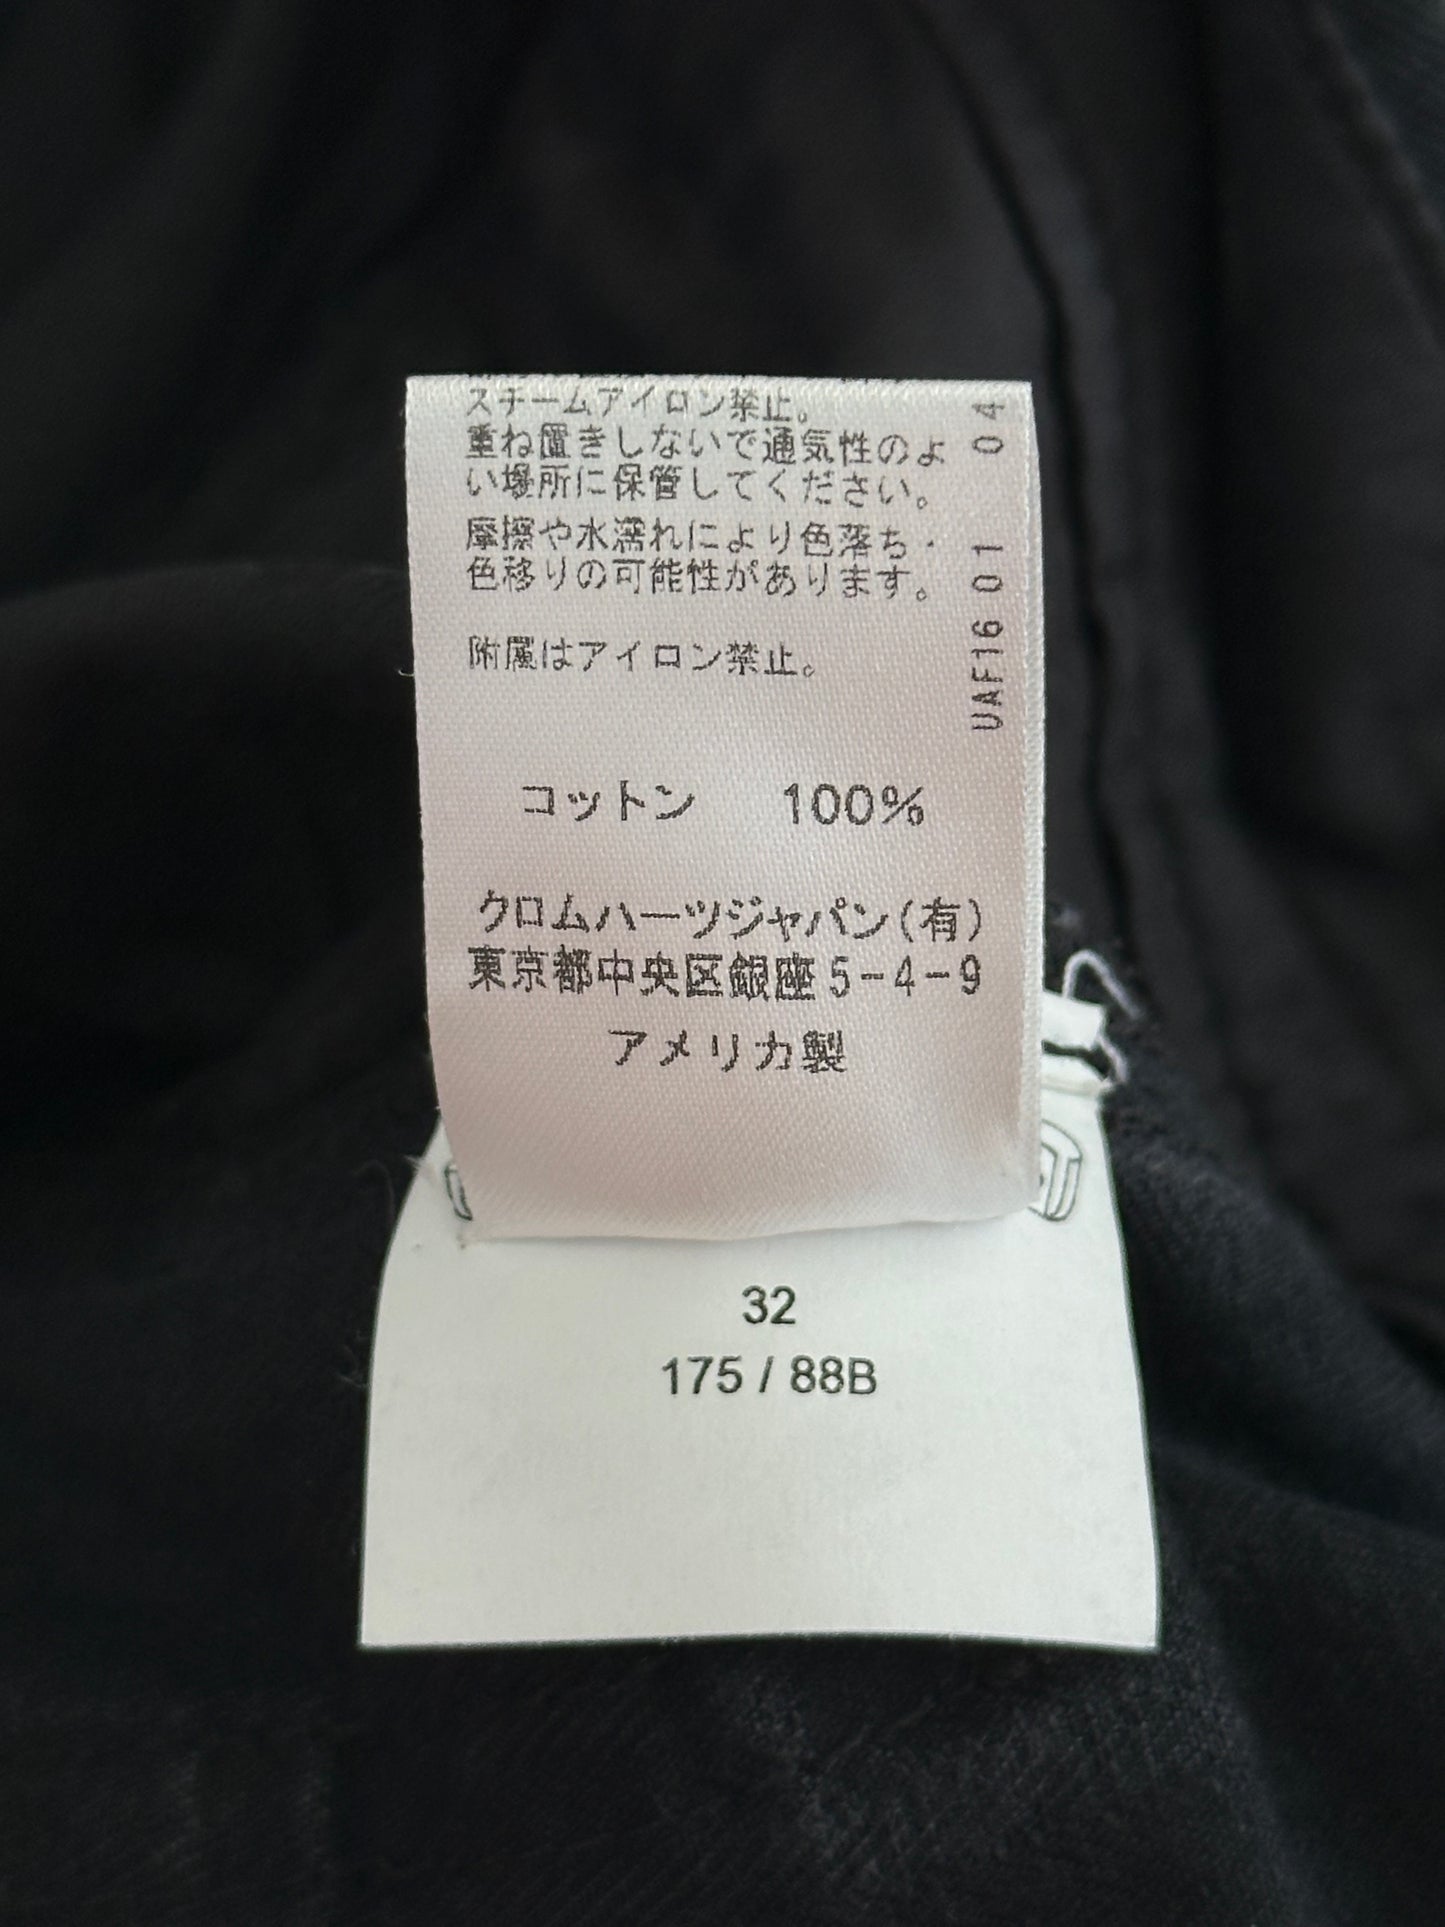 スチームアイロン禁止。
重ね置きしないで通気性のよ
い場所に保管してください。
摩擦や水濡れにより色落ち・
色移りの可能性があります。
附属はアイロン禁止。
UAF16 01 04
コットン 100%
クロムハーツジャパン(有)
東京都中央区銀座5-4-9
アメリカ製
32
175 / 88B